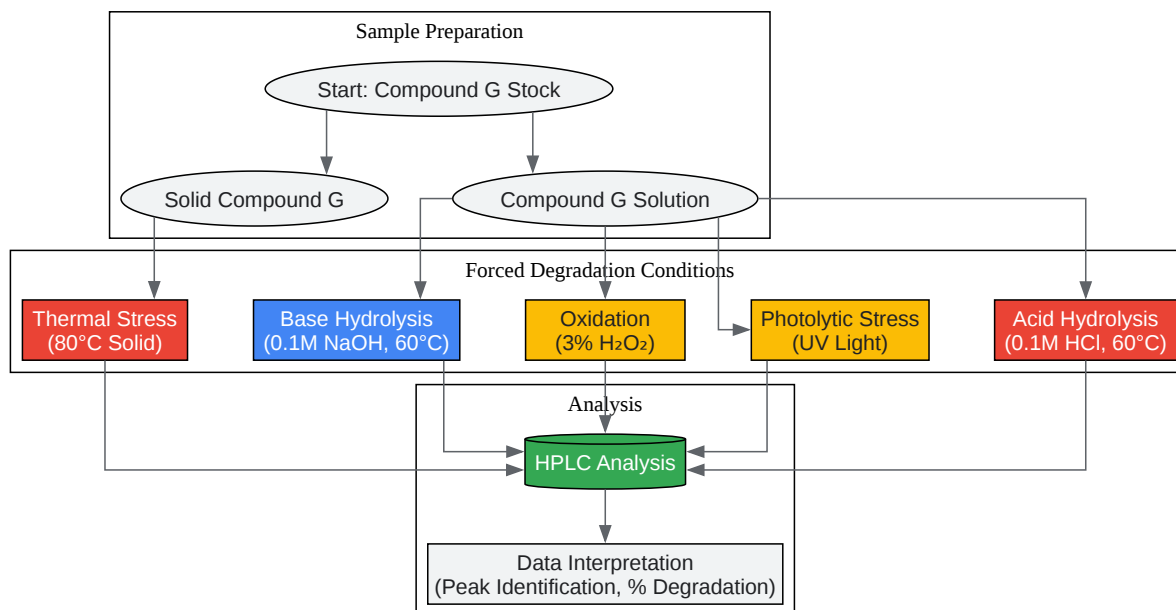 Sample Preparation
Start: Compound G Stock
Solid Compound G
Compound G Solution
Forced Degradation Conditions
Thermal Stress
(80°C Solid)
Base Hydrolysis
(0.1M NaOH, 60°C)
Oxidation
(3% H₂O₂)
Photolytic Stress
(UV Light)
Acid Hydrolysis
(0.1M HCl, 60°C)
Analysis
HPLC Analysis
Data Interpretation
(Peak Identification, % Degradation)